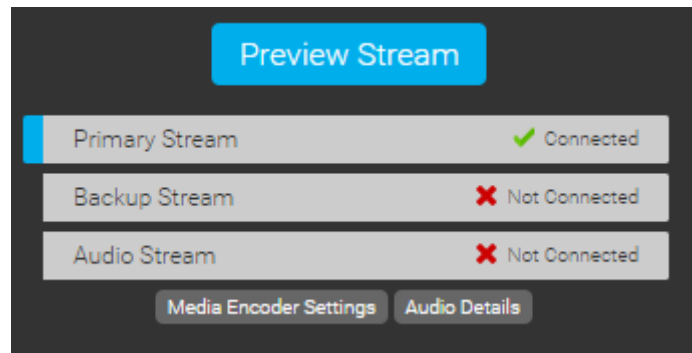 Preview Stream
Primary Stream Connected
Backup Stream Not Connected
Audio Stream Not Connected
Media Encoder Settings Audio Details